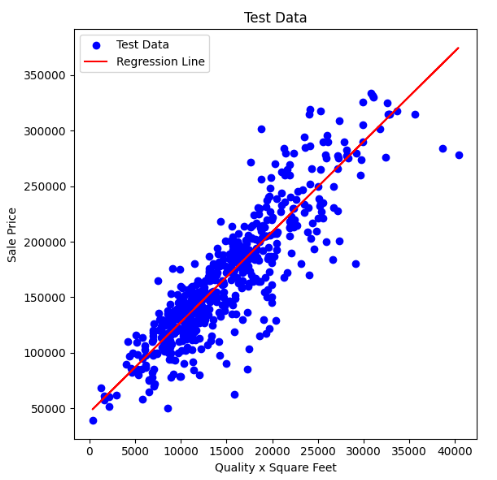 Test Data
Test Data
Regression Line
350000
300000
250000
200000
150000
100000
50000
Sale Price
0 5000 10000 15000 20000 25000 30000 35000 40000
Quality x Square Feet